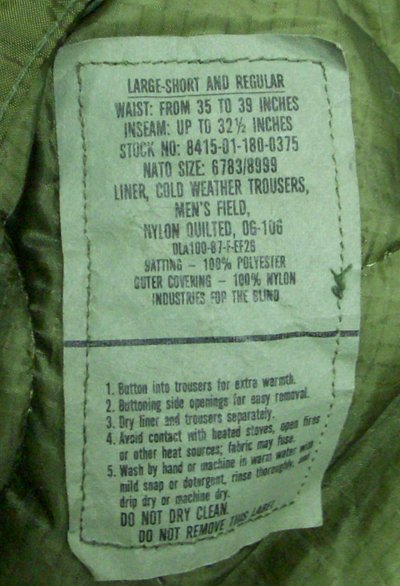 LARGE-SHORT AND REGULAR
WAIST: FROM 35 TO 39 INCHES
INSEAM: UP TO 32½ INCHES
STOCK NO: 8415-01-180-0375
NATO SIZE: 6783/8999
LINER, COLD WEATHER TROUSERS,
MEN'S FIELD,
NYLON QUILTED, OG-106
DLA100-87-F-EF26
BATTING - 100% POLYESTER
OUTER COVERING - 100% NYLON
INDUSTRIES FOR THE BLIND
1. Button into trousers for extra warmth.
2. Buttoning side openings for easy removal.
3. Dry liner and trousers separately.
4. Avoid contact with heated stoves, open fires
or other heat sources; fabric may fuse.
5. Wash by hand or machine in warm water with
mild soap or detergent, rinse thoroughly, and
drip dry or machine dry.
DO NOT DRY CLEAN.
DO NOT REMOVE THIS LABEL.